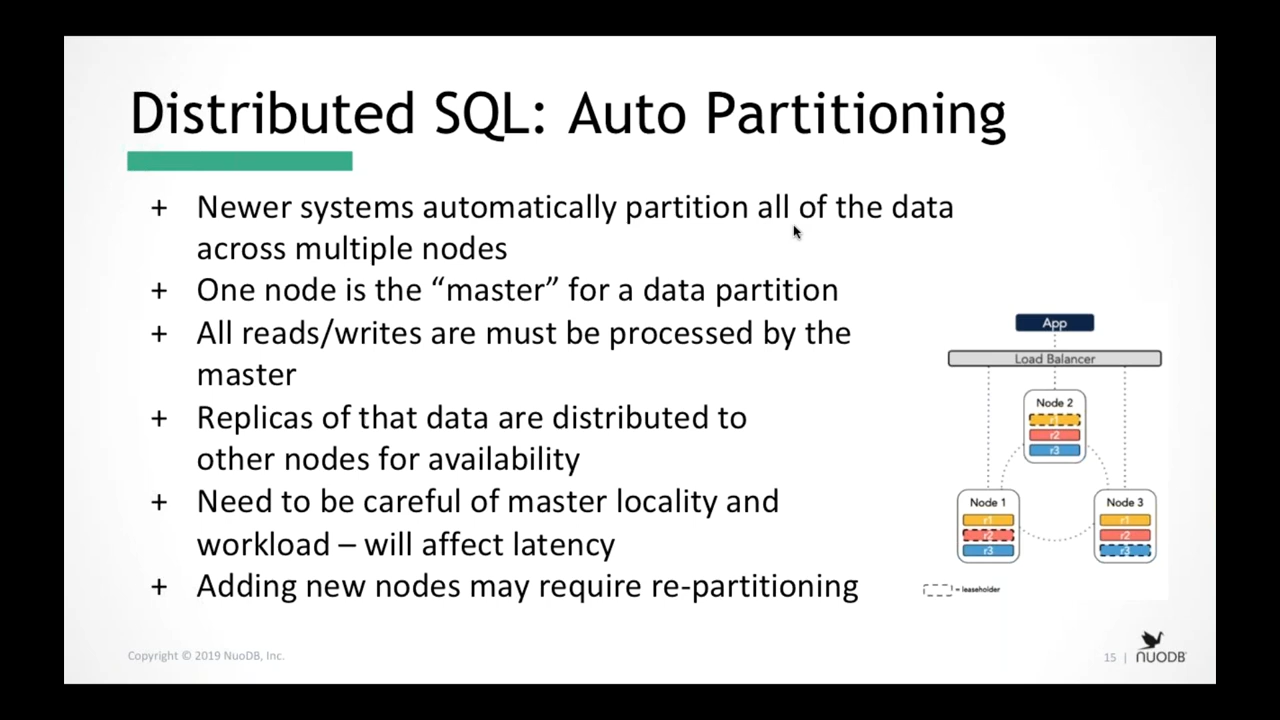 Distributed SQL: Auto Partitioning
+ Newer systems automatically partition all of the data
across multiple nodes
+ One node is the “master” for a data partition
+ All reads/writes are must be processed by the
master
+ Replicas of that data are distributed to
other nodes for availability
+ Need to be careful of master locality and
workload – will affect latency
+ Adding new nodes may require re-partitioning
App
Load Balancer
Node 2
r2
r3
Node 1
r1
r2
r3
Node 3
r1
r2
r3
= leaseholder
Copyright © 2019 NuoDB, Inc.
15 | NUODB